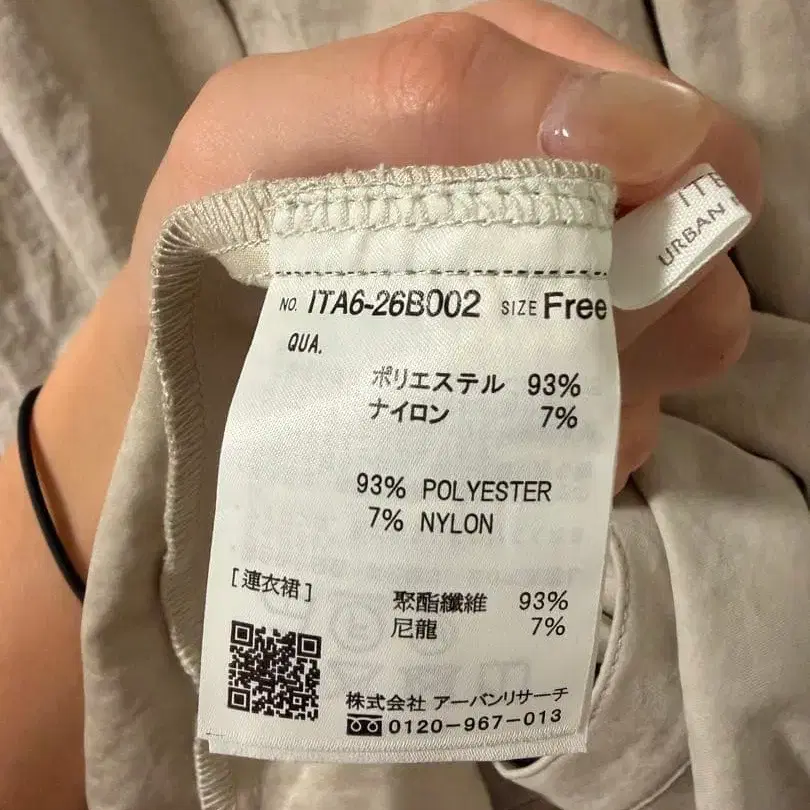 NO. ITA6-26B002 SIZE Free
QUA.
ポリエステル 93%
ナイロン 7%
93% POLYESTER
7% NYLON
[連衣裙]
聚酯纖維 93%
尼龍 7%
株式会社 アーバンリサーチ
0120-967-013
URBAN